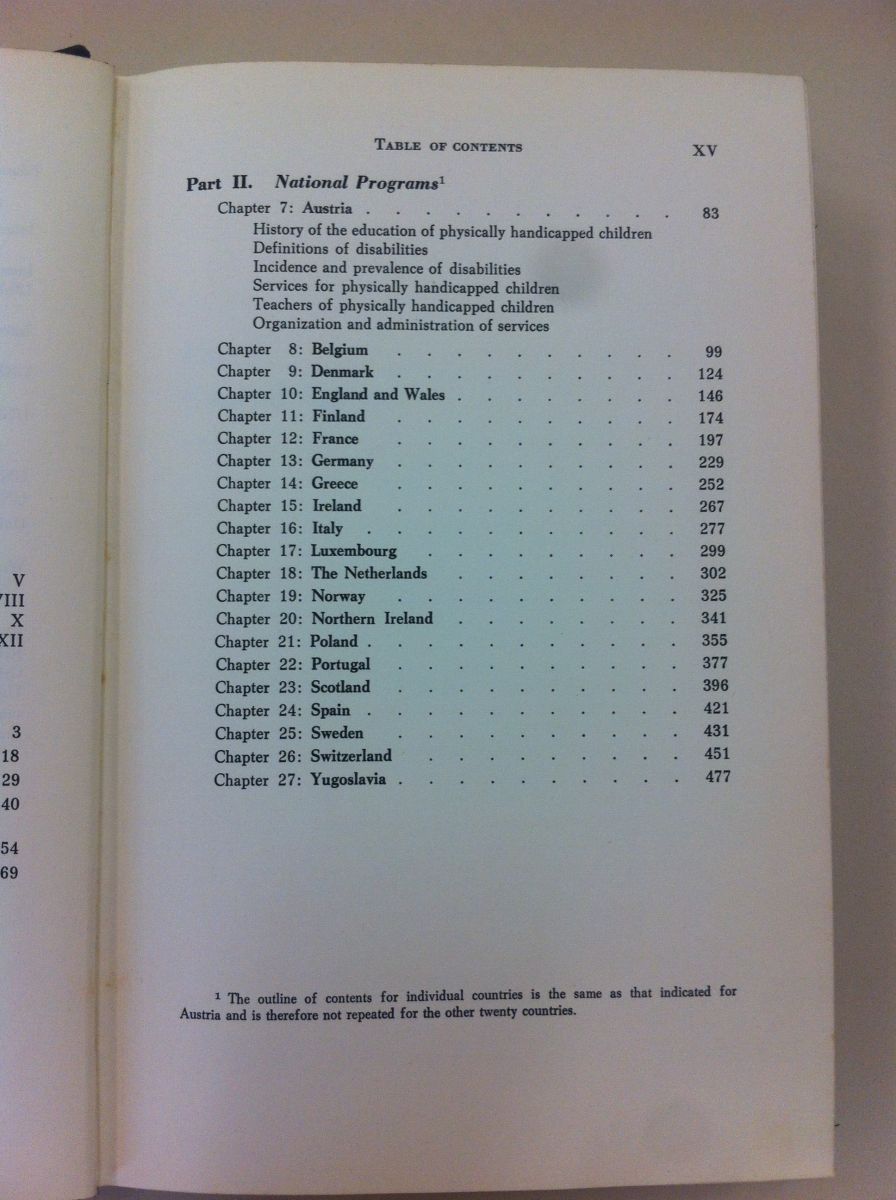 V
VIII
X
XII
3
18
29
40
54
69
TABLE OF CONTENTS XV
Part II. National Programs¹
Chapter 7: Austria . . . . . . . . . . . 83
History of the education of physically handicapped children
Definitions of disabilities
Incidence and prevalence of disabilities
Services for physically handicapped children
Teachers of physically handicapped children
Organization and administration of services
Chapter 8: Belgium . . . . . . . . . . 99
Chapter 9: Denmark . . . . . . . . . . 124
Chapter 10: England and Wales . . . . . . . . 146
Chapter 11: Finland . . . . . . . . . . 174
Chapter 12: France . . . . . . . . . . 197
Chapter 13: Germany . . . . . . . . . . 229
Chapter 14: Greece . . . . . . . . . . 252
Chapter 15: Ireland . . . . . . . . . . 267
Chapter 16: Italy . . . . . . . . . . . 277
Chapter 17: Luxembourg . . . . . . . . . 299
Chapter 18: The Netherlands . . . . . . . . 302
Chapter 19: Norway . . . . . . . . . . 325
Chapter 20: Northern Ireland . . . . . . . . 341
Chapter 21: Poland . . . . . . . . . . . 355
Chapter 22: Portugal . . . . . . . . . . 377
Chapter 23: Scotland . . . . . . . . . . 396
Chapter 24: Spain . . . . . . . . . . . 421
Chapter 25: Sweden . . . . . . . . . . 431
Chapter 26: Switzerland . . . . . . . . . 451
Chapter 27: Yugoslavia . . . . . . . . . . 477
¹ The outline of contents for individual countries is the same as that indicated for
Austria and is therefore not repeated for the other twenty countries.